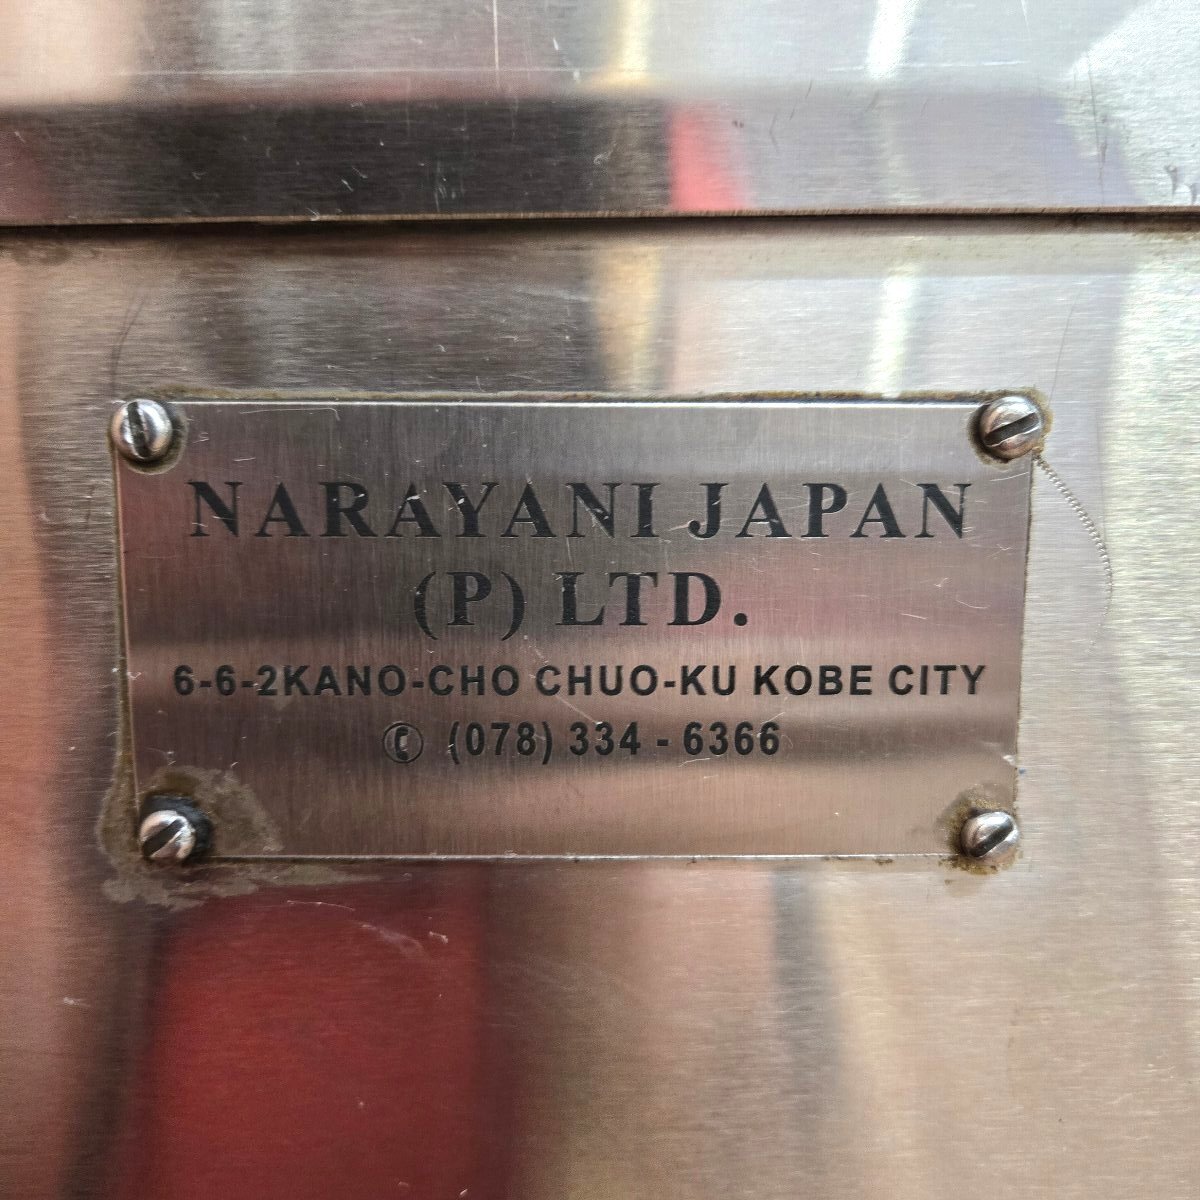 NARAYANI JAPAN
(P) LTD.
6-6-2KANO-CHO CHUO-KU KOBE CITY
✆ (078) 334 - 6366